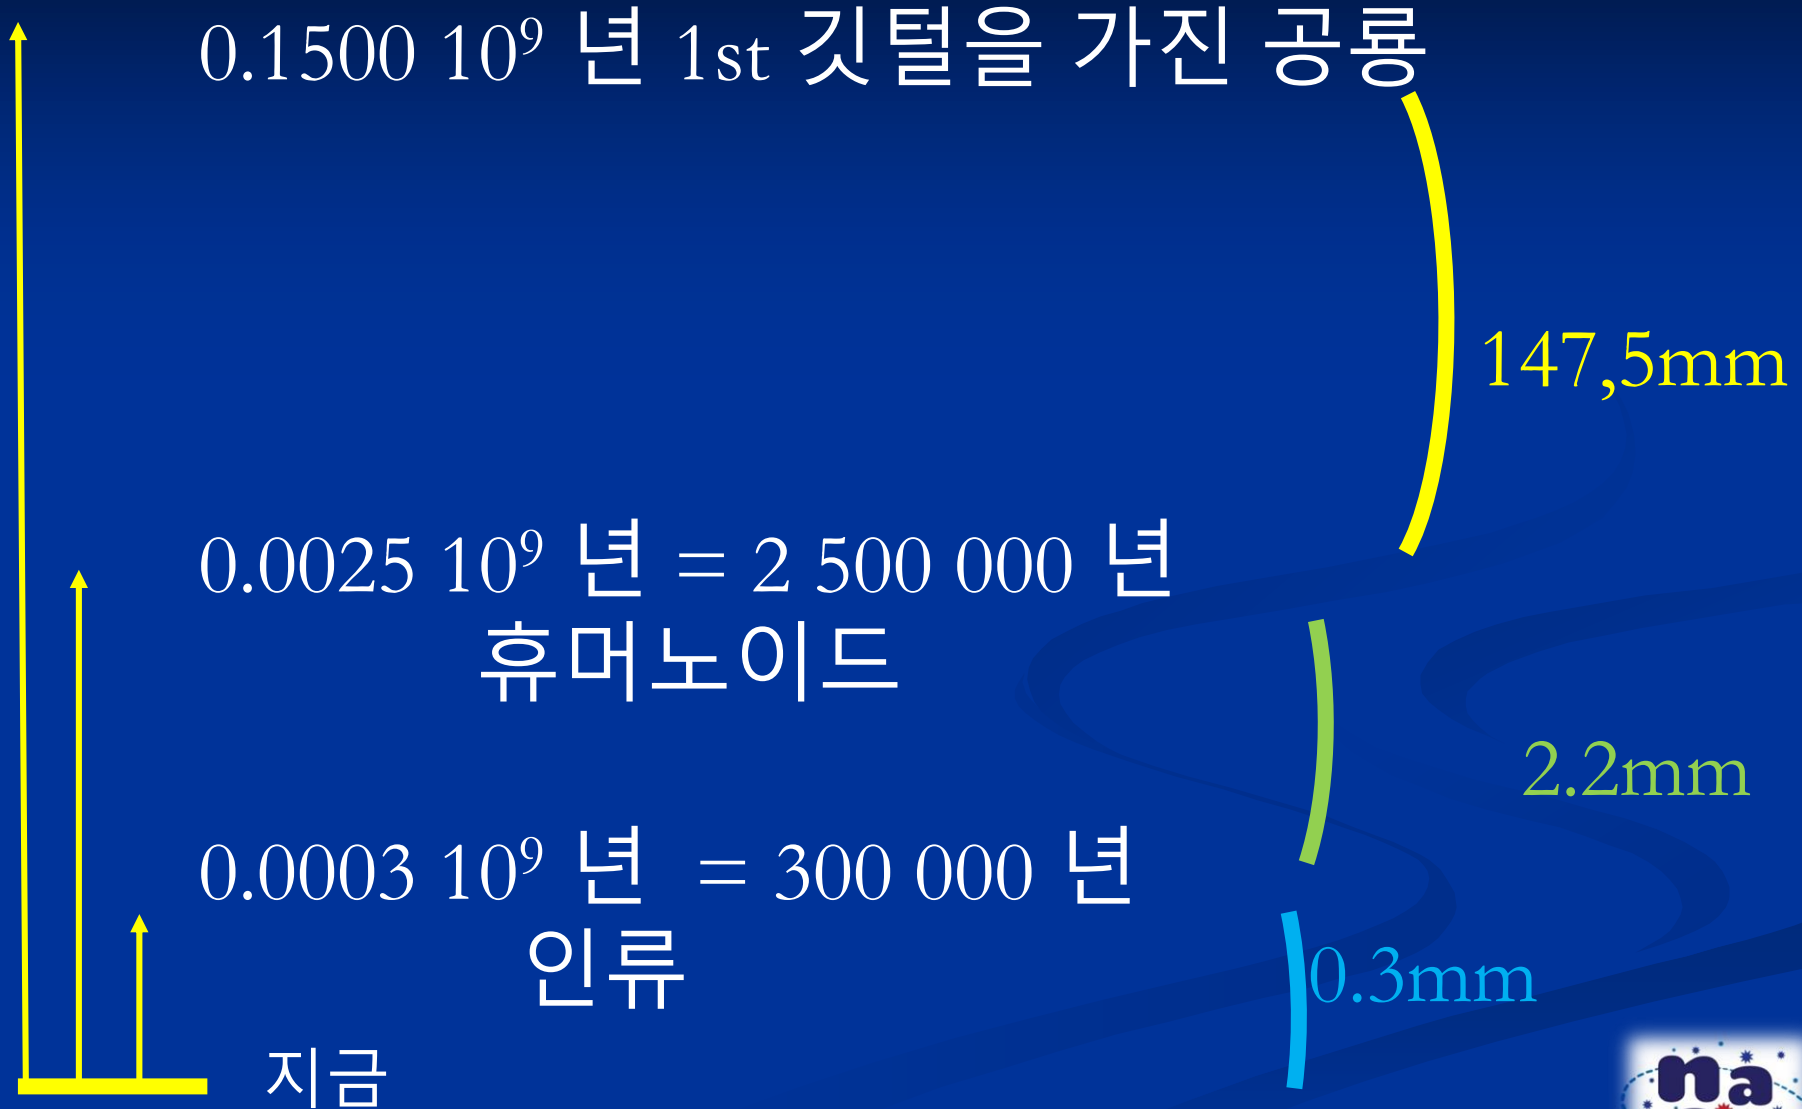 0.1500 10⁹ 년 1st 깃털을 가진 공룡
147,5mm
0.0025 10⁹ 년 = 2 500 000 년
휴머노이드
2.2mm
0.0003 10⁹ 년 = 300 000 년
인류
0.3mm
지금
na